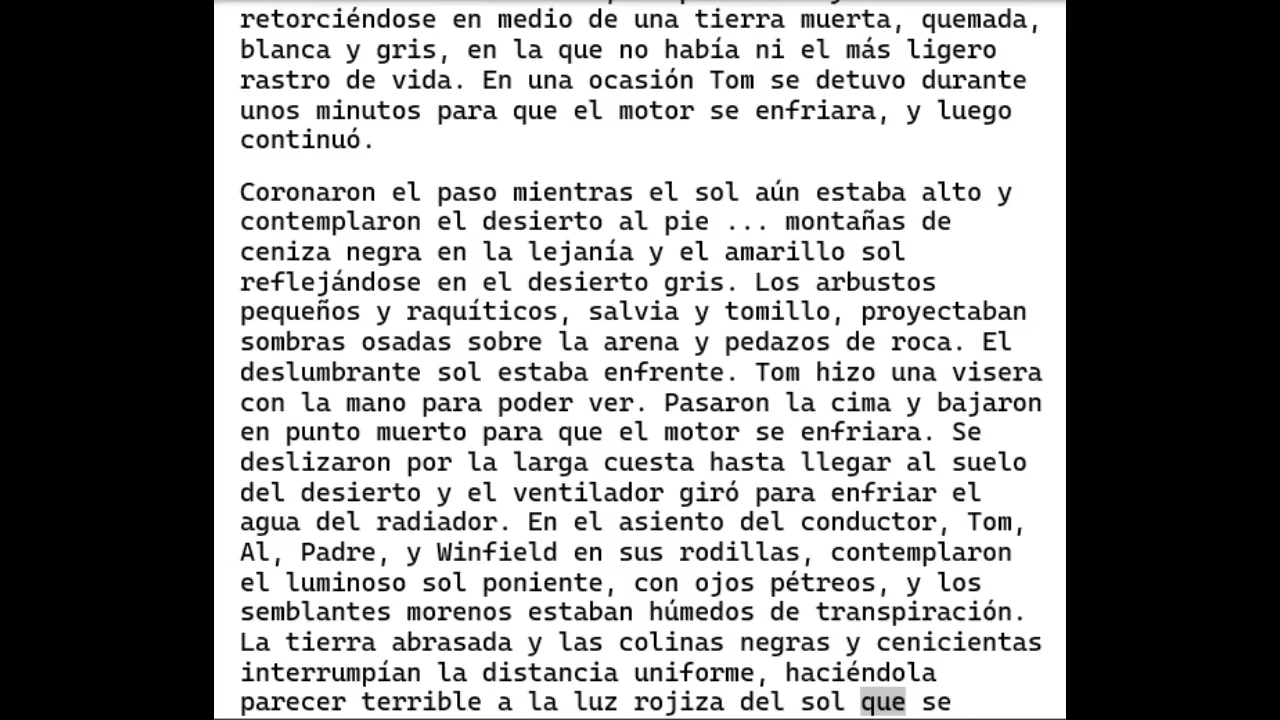 retorciéndose en medio de una tierra muerta, quemada,
blanca y gris, en la que no había ni el más ligero
rastro de vida. En una ocasión Tom se detuvo durante
unos minutos para que el motor se enfriara, y luego
continuó.
Coronaron el paso mientras el sol aún estaba alto y
contemplaron el desierto al pie ... montañas de
ceniza negra en la lejanía y el amarillo sol
reflejándose en el desierto gris. Los arbustos
pequeños y raquíticos, salvia y tomillo, proyectaban
sombras osadas sobre la arena y pedazos de roca. El
deslumbrante sol estaba enfrente. Tom hizo una visera
con la mano para poder ver. Pasaron la cima y bajaron
en punto muerto para que el motor se enfriara. Se
deslizaron por la larga cuesta hasta llegar al suelo
del desierto y el ventilador giró para enfriar el
agua del radiador. En el asiento del conductor, Tom,
Al, Padre, y Winfield en sus rodillas, contemplaron
el luminoso sol poniente, con ojos pétreos, y los
semblantes morenos estaban húmedos de transpiración.
La tierra abrasada y las colinas negras y cenicientas
interrumpían la distancia uniforme, haciéndola
parecer terrible a la luz rojiza del sol que se